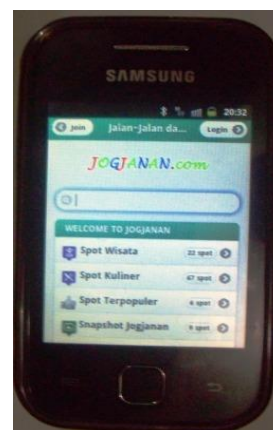 SAMSUNG
20:32
Join Jalan-Jalan da... Login
JOGJANAN.com
WELCOME TO JOGJANAN
Spot Wisata 22 spot
Spot Kuliner 67 spot
Spot Terpopuler 6 spot
Snapshot Jogjanan 9 spot